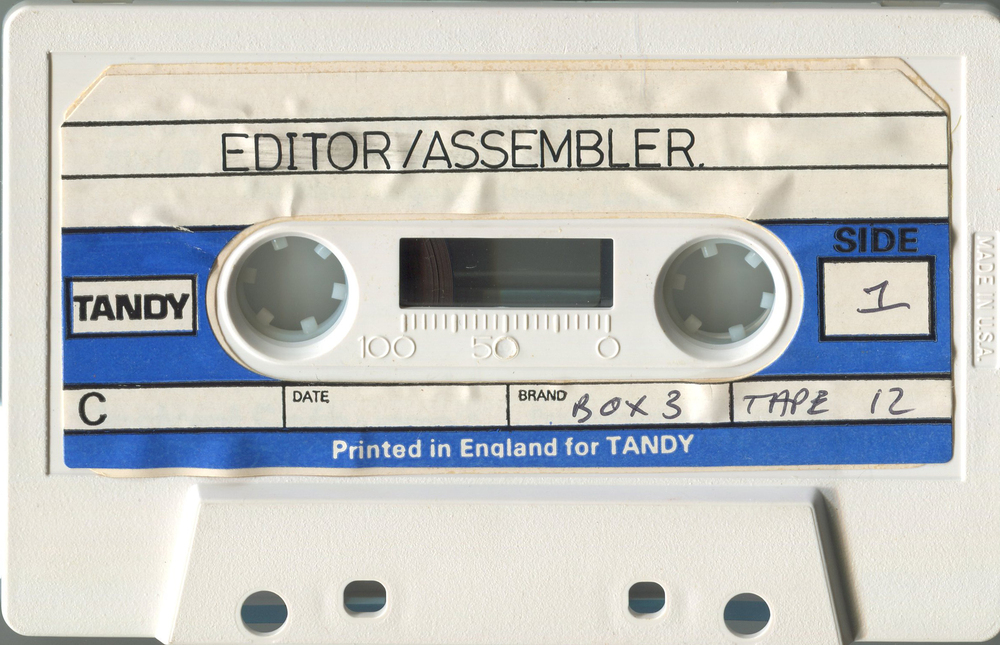 EDITOR/ASSEMBLER.
SIDE
TANDY
1
100 50 0
MADE IN U.S.A.
C DATE BRAND BOX 3 TAPE 12
Printed in England for TANDY